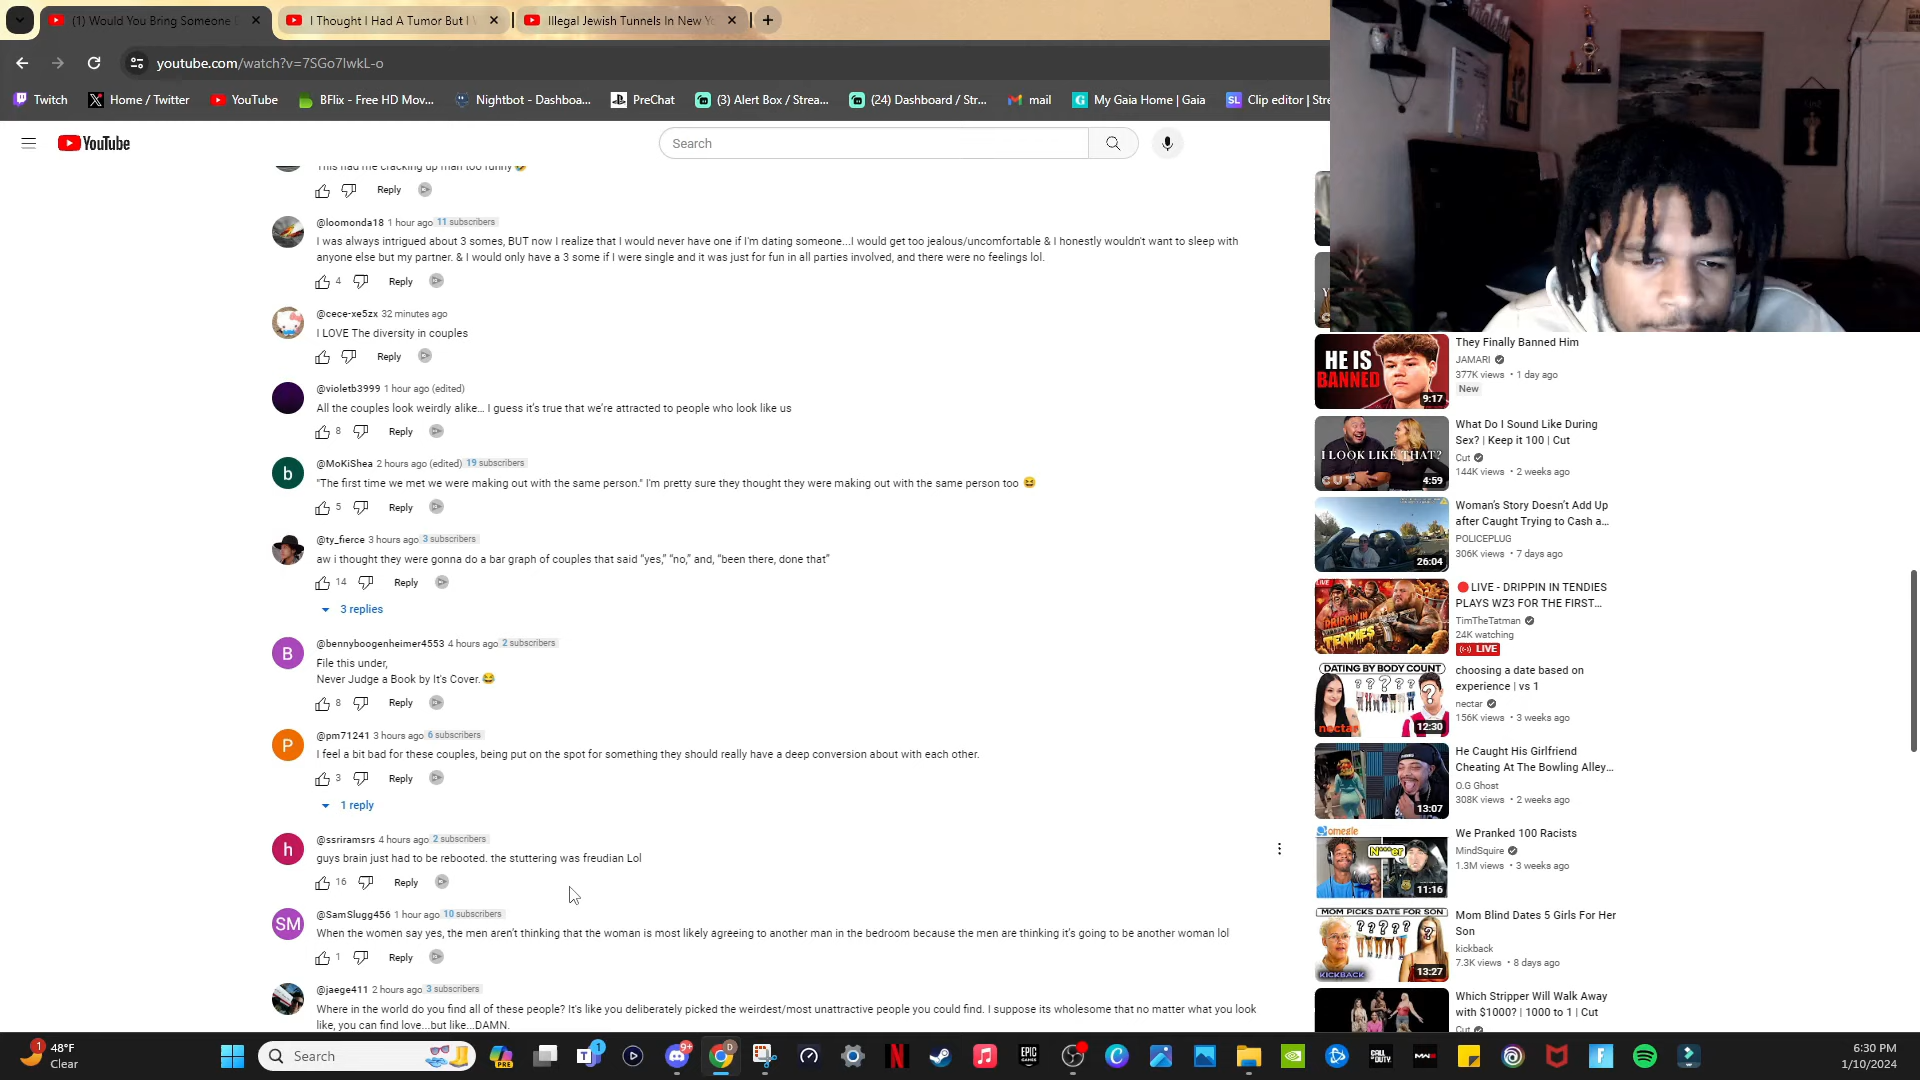 (1) Would You Bring Someone
I Thought I Had A Tumor But I
Illegal Jewish Tunnels In New Yo
youtube.com/watch?v=7SGo7IwkL-o
Twitch
Home / Twitter
YouTube
BFlix - Free HD Mov...
Nightbot - Dashboa...
PreChat
(3) Alert Box / Strea...
(24) Dashboard / Str...
mail
My Gaia Home | Gaia
Clip editor | Stre
YouTube
Search
This had me cracking up man too funny🤣
Reply
@loomonda18 1 hour ago 11 subscribers
I was always intrigued about 3 somes, BUT now I realize that I would never have one if I'm dating someone...I would get too jealous/uncomfortable & I honestly wouldn't want to sleep with
anyone else but my partner. & I would only have a 3 some if I were single and it was just for fun in all parties involved, and there were no feelings lol.
4 Reply
@cece-xe5zx 32 minutes ago
I LOVE The diversity in couples
Reply
@violetb3999 1 hour ago (edited)
All the couples look weirdly alike… I guess it's true that we're attracted to people who look like us
8 Reply
@MoKiShea 2 hours ago (edited) 19 subscribers
"The first time we met we were making out with the same person." I'm pretty sure they thought they were making out with the same person too 😆
5 Reply
@ty_fierce 3 hours ago 3 subscribers
aw i thought they were gonna do a bar graph of couples that said "yes," "no," and, "been there, done that"
14 Reply
3 replies
@bennyboogenheimer4553 4 hours ago 2 subscribers
B
File this under,
Never Judge a Book by It's Cover.😂
8 Reply
@pm71241 3 hours ago 6 subscribers
P
I feel a bit bad for these couples, being put on the spot for something they should really have a deep conversion about with each other.
3 Reply
1 reply
@ssriramsrs 4 hours ago 2 subscribers
h
guys brain just had to be rebooted. the stuttering was freudian Lol
16 Reply
@SamSlugg456 1 hour ago 10 subscribers
SM
When the women say yes, the men aren't thinking that the woman is most likely agreeing to another man in the bedroom because the men are thinking it's going to be another woman lol
1 Reply
@jaege411 2 hours ago 3 subscribers
Where in the world do you find all of these people? It's like you deliberately picked the weirdest/most unattractive people you could find. I suppose its wholesome that no matter what you look
like, you can find love...but like...DAMN.
b
They Finally Banned Him
JAMARI
377K views • 1 day ago
New
HE IS
BANNED
9:17
What Do I Sound Like During
Sex? | Keep it 100 | Cut
Cut
144K views • 2 weeks ago
I LOOK LIKE THAT?
CUT
4:59
Woman's Story Doesn't Add Up
after Caught Trying to Cash a...
POLICEPLUG
306K views • 7 days ago
26:04
🔴LIVE - DRIPPIN IN TENDIES
PLAYS WZ3 FOR THE FIRST...
TimTheTatman
24K watching
LIVE
LIVE
DRIPPIN IN
TENDIES
choosing a date based on
experience | vs 1
nectar
156K views • 3 weeks ago
DATING BY BODY COUNT
nectar
12:30
He Caught His Girlfriend
Cheating At The Bowling Alley...
O.G Ghost
308K views • 2 weeks ago
13:07
We Pranked 100 Racists
MindSquire
1.3M views • 3 weeks ago
omegle
N***er
11:16
Mom Blind Dates 5 Girls For Her
Son
kickback
7.3K views • 8 days ago
MOM PICKS DATE FOR SON
KICKBACK
13:27
Which Stripper Will Walk Away
with $1000? | 1000 to 1 | Cut
Cut
1
48°F
Clear
Search
PRE
1
9+
6:30 PM
1/10/2024